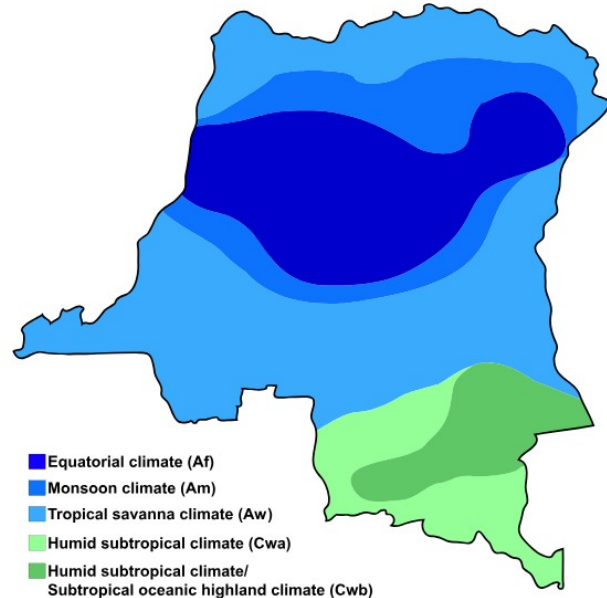 Equatorial climate (Af)
Monsoon climate (Am)
Tropical savanna climate (Aw)
Humid subtropical climate (Cwa)
Humid subtropical climate/
Subtropical oceanic highland climate (Cwb)